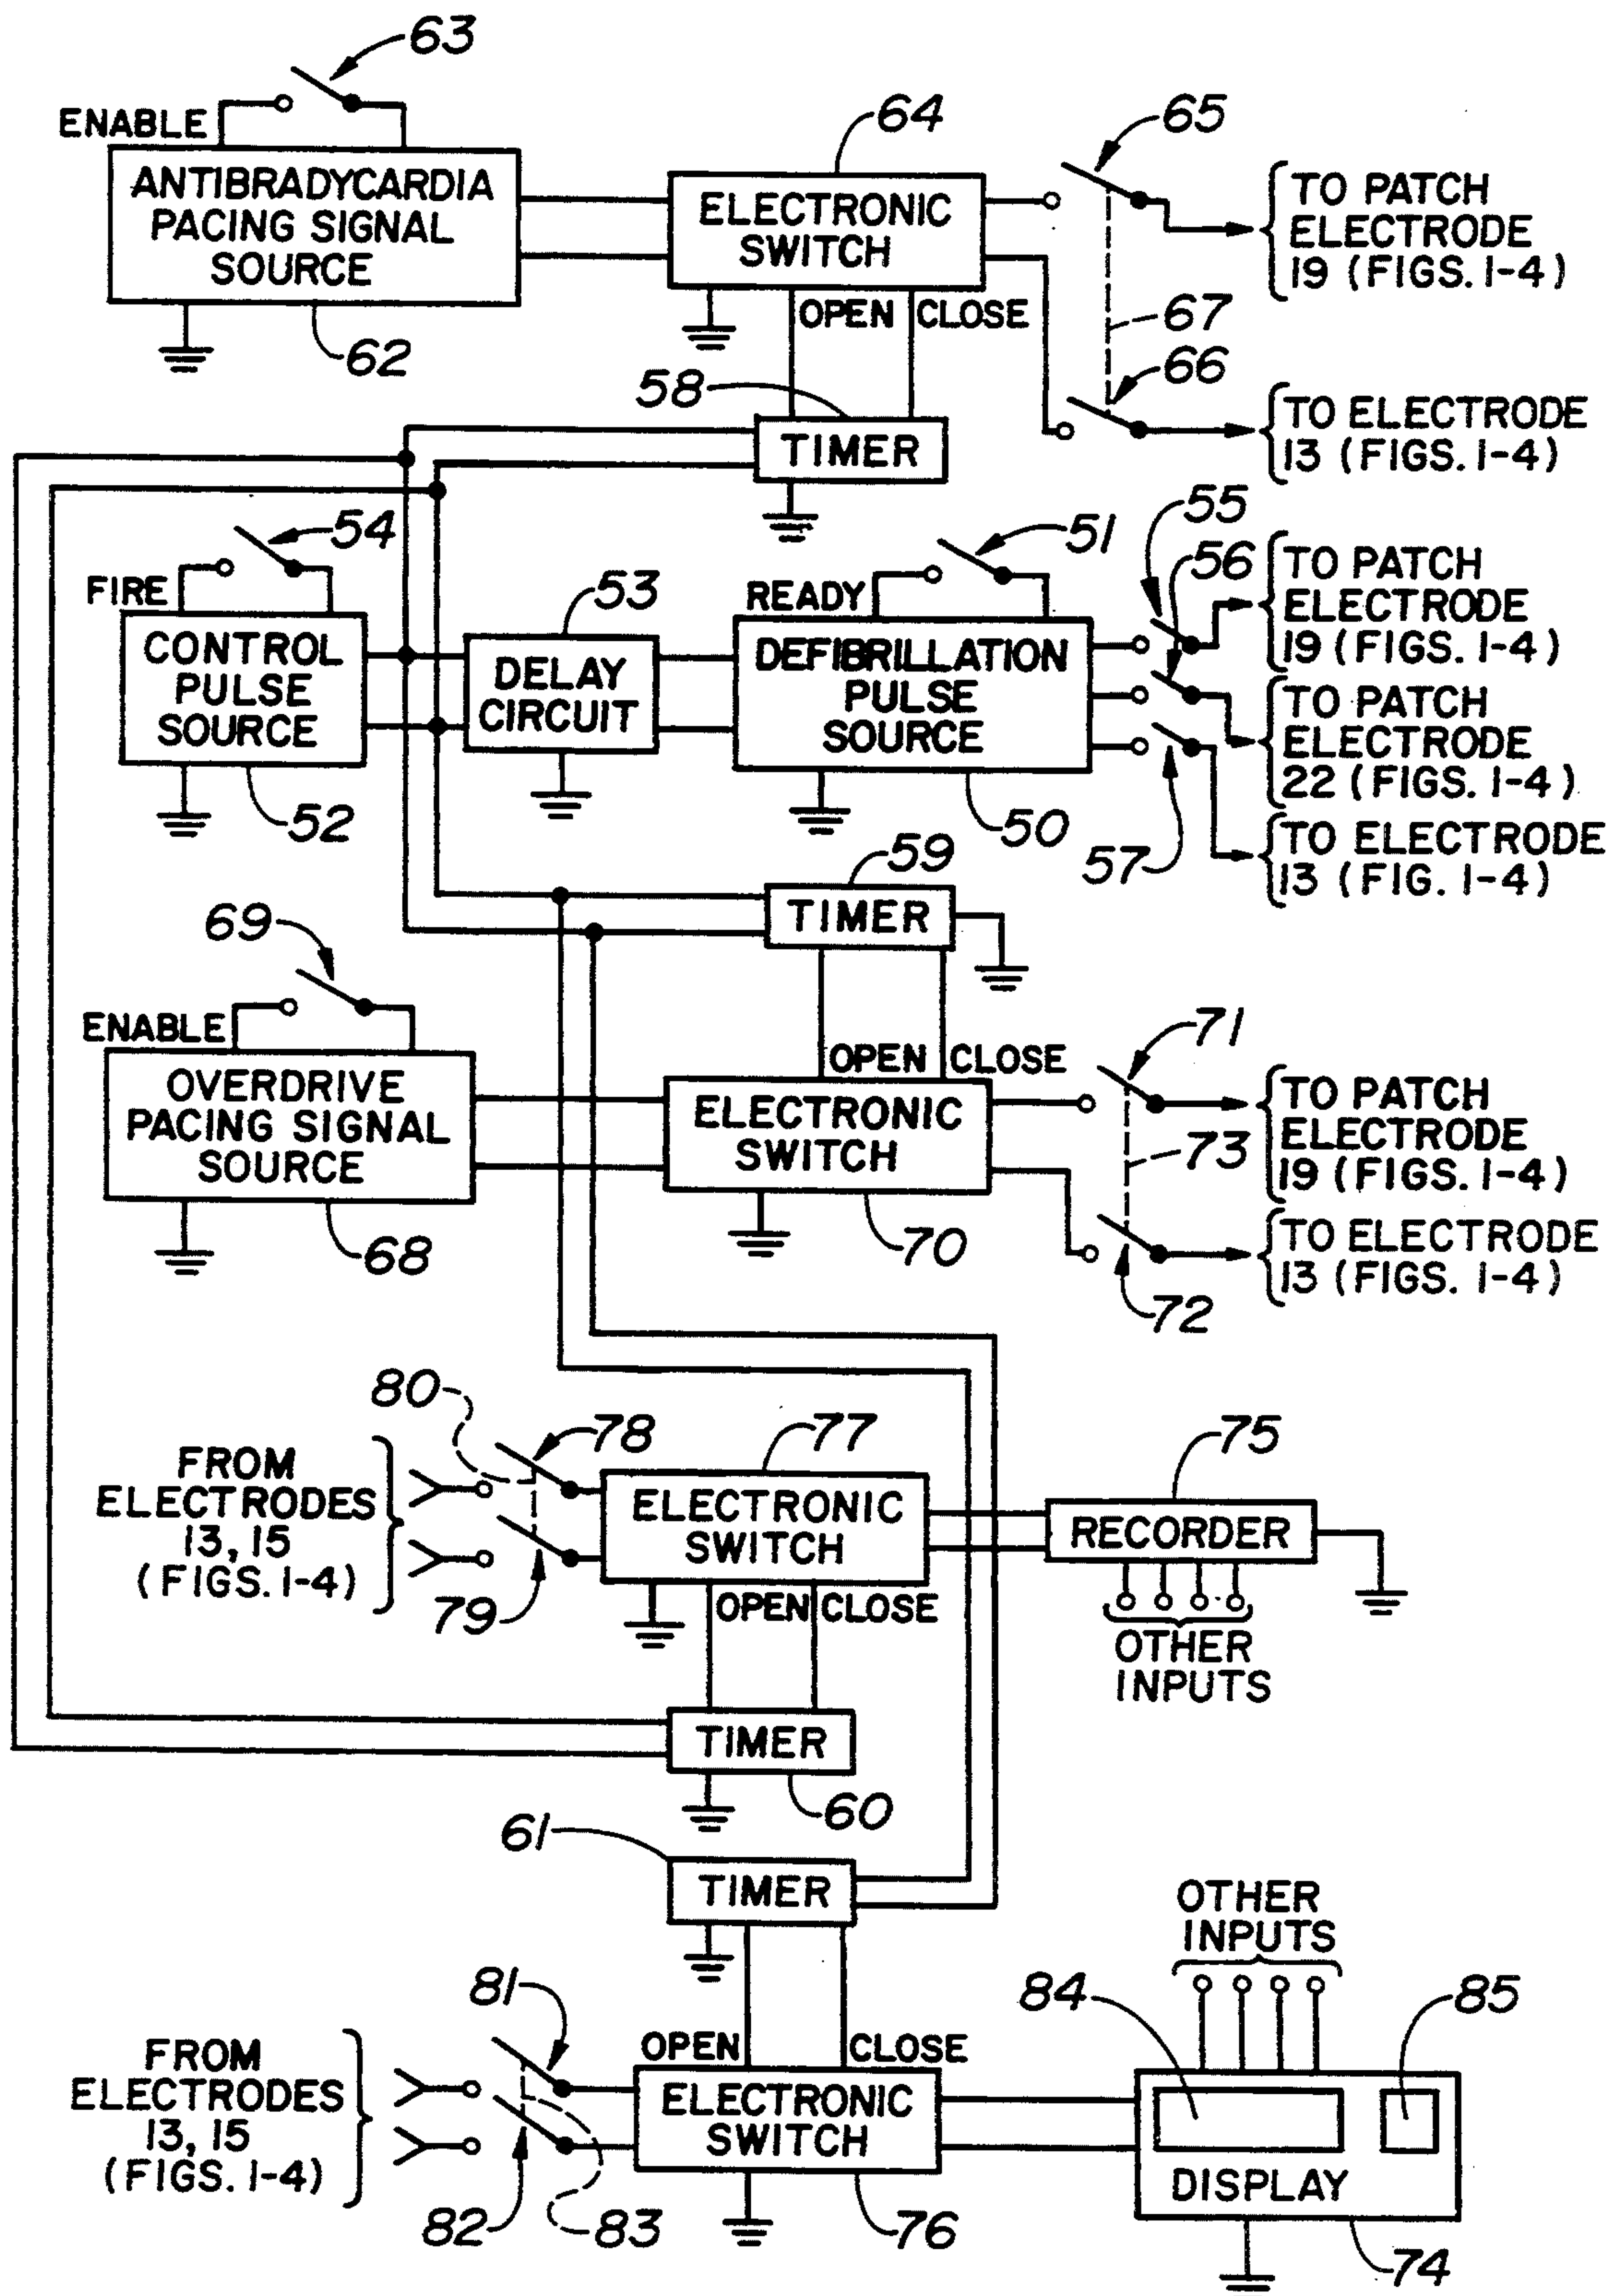 63
ENABLE
ANTIBRADYCARDIA
PACING SIGNAL
SOURCE
62
64
ELECTRONIC
SWITCH
OPEN
CLOSE
65
TO PATCH
ELECTRODE
19 (FIGS. 1-4)
67
66
TO ELECTRODE
13 (FIGS. 1-4)
58
TIMER
54
FIRE
CONTROL
PULSE
SOURCE
52
53
DELAY
CIRCUIT
51
READY
DEFIBRILLATION
PULSE
SOURCE
50
55
56
57
TO PATCH
ELECTRODE
19 (FIGS. 1-4)
TO PATCH
ELECTRODE
22 (FIGS. 1-4)
TO ELECTRODE
13 (FIG. 1-4)
59
TIMER
69
ENABLE
OVERDRIVE
PACING SIGNAL
SOURCE
68
OPEN
CLOSE
ELECTRONIC
SWITCH
70
71
73
72
TO PATCH
ELECTRODE
19 (FIGS. 1-4)
TO ELECTRODE
13 (FIGS. 1-4)
80
78
79
FROM
ELECTRODES
13, 15
(FIGS. 1-4)
77
ELECTRONIC
SWITCH
OPEN
CLOSE
75
RECORDER
OTHER
INPUTS
TIMER
60
61
TIMER
81
82
83
FROM
ELECTRODES
13, 15
(FIGS. 1-4)
OPEN
CLOSE
ELECTRONIC
SWITCH
76
OTHER
INPUTS
84
85
DISPLAY
74